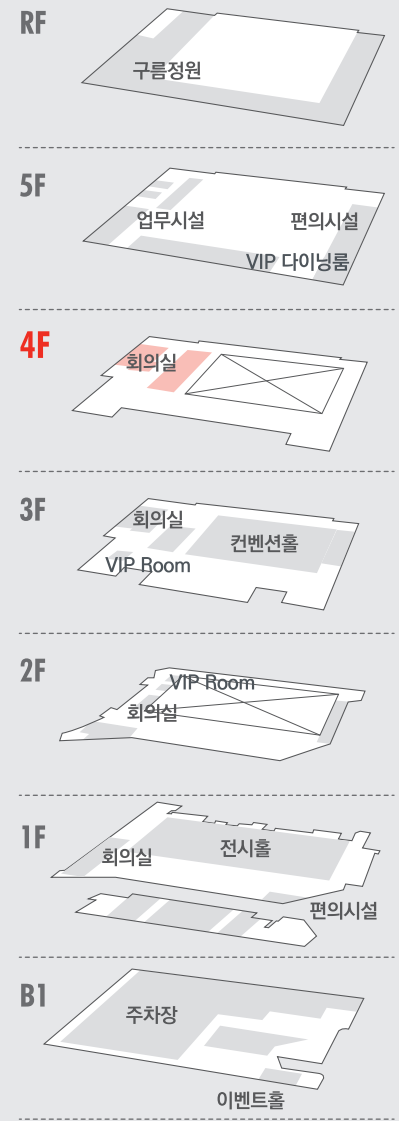 RF
구름정원
5F
업무시설
편의시설
VIP 다이닝룸
4F
회의실
3F
회의실
컨벤션홀
VIP Room
2F
VIP Room
회의실
1F
전시홀
회의실
편의시설
B1
주차장
이벤트홀